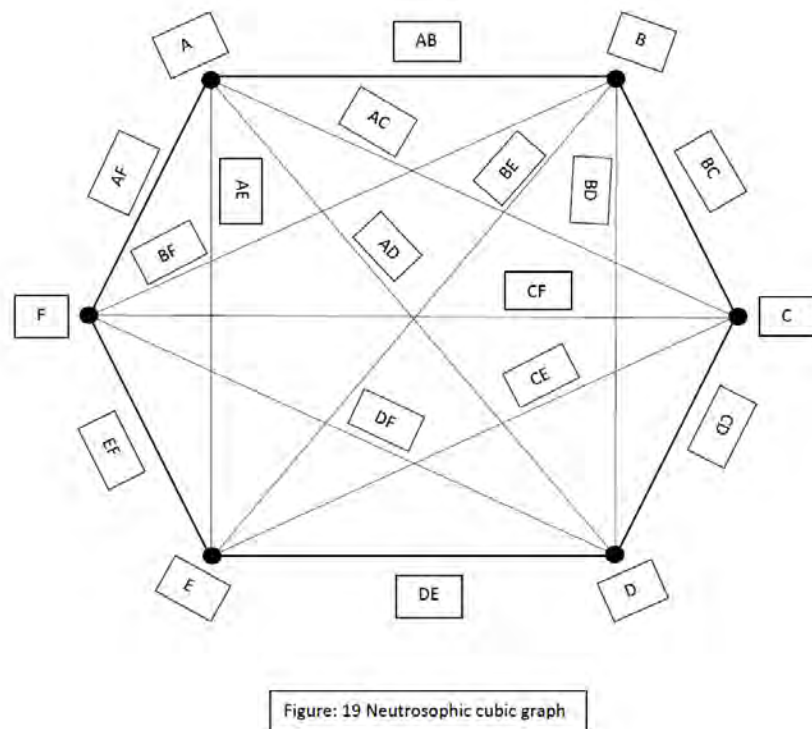 A
AB
B
AC
AF
AE
BE
BD
BC
BF
AD
CF
F
C
CE
DF
EF
CD
E
DE
D
Figure: 19 Neutrosophic cubic graph